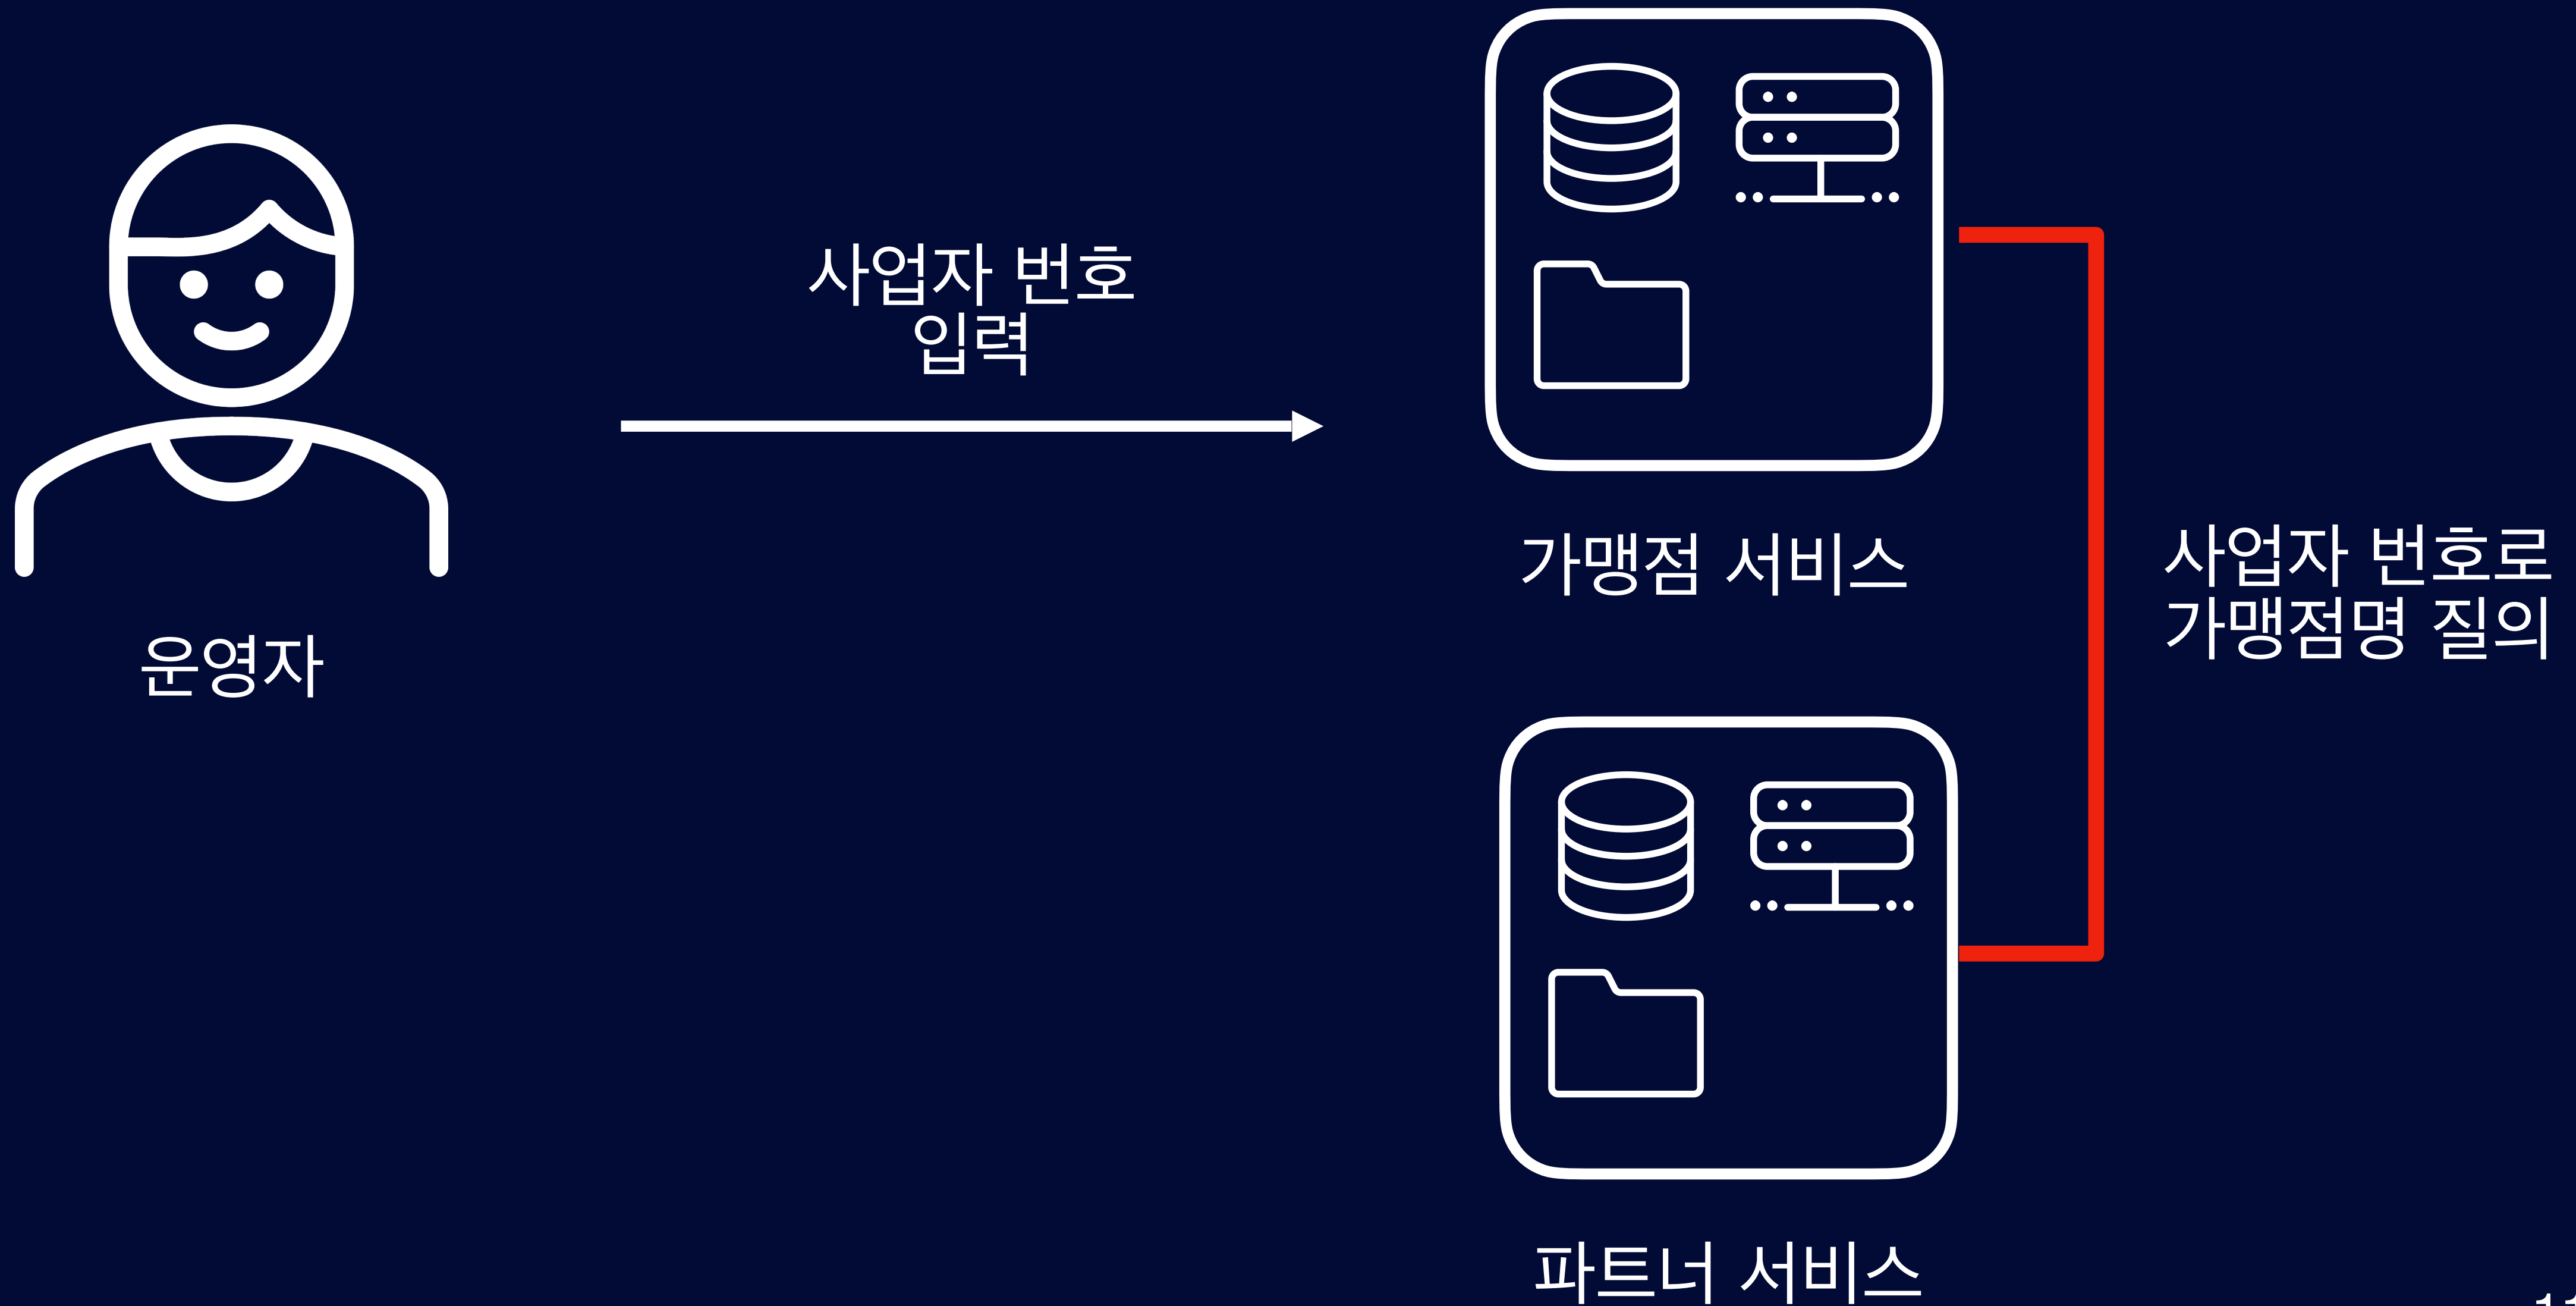 사업자 번호
입력
운영자
가맹점 서비스
사업자 번호로
가맹점명 질의
파트너 서비스